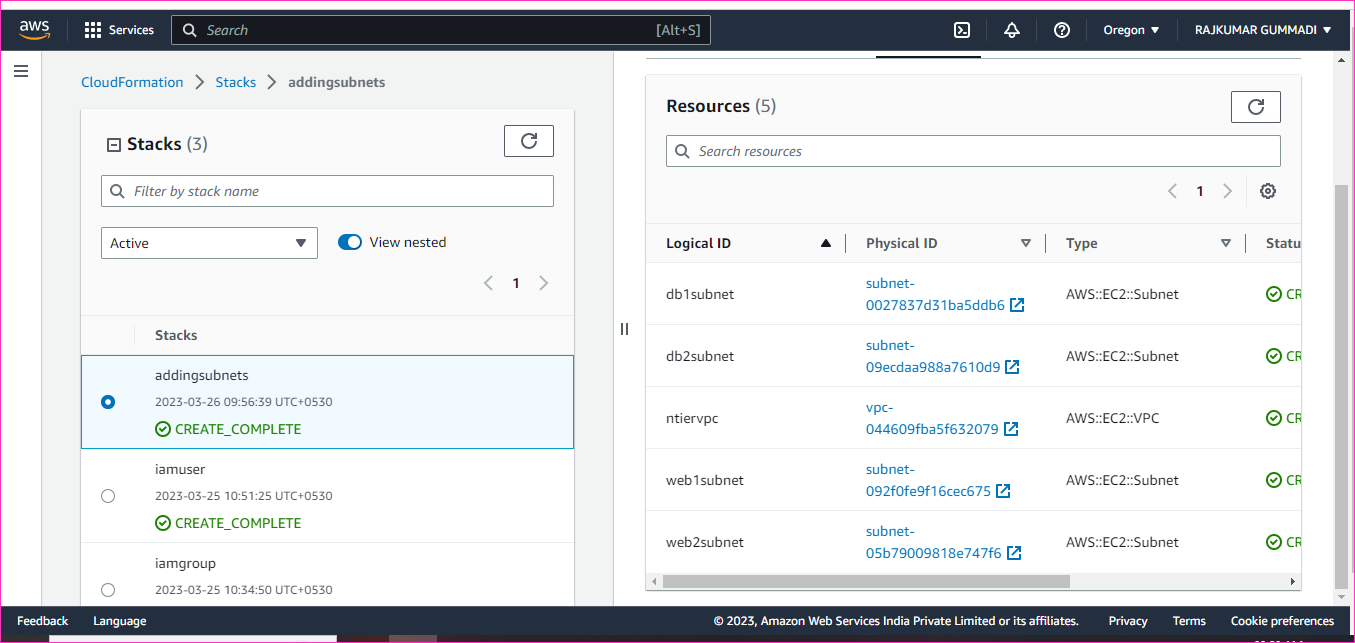 aws
Services
Search
[Alt+S]
Oregon
RAJKUMAR GUMMADI
CloudFormation
Stacks
addingsubnets
Stacks (3)
Filter by stack name
Active
View nested
1
Stacks
addingsubnets
2023-03-26 09:56:39 UTC+0530
CREATE_COMPLETE
iamuser
2023-03-25 10:51:25 UTC+0530
CREATE_COMPLETE
iamgroup
2023-03-25 10:34:50 UTC+0530
Resources (5)
Search resources
1
Logical ID Physical ID Type Statu
db1subnet subnet-
0027837d31ba5ddb6 AWS::EC2::Subnet CR
db2subnet subnet-
09ecdaa988a7610d9 AWS::EC2::Subnet CR
ntiervpc vpc-
044609fba5f632079 AWS::EC2::VPC CR
web1subnet subnet-
092f0fe9f16cec675 AWS::EC2::Subnet CR
web2subnet subnet-
05b79009818e747f6 AWS::EC2::Subnet CR
Feedback Language © 2023, Amazon Web Services India Private Limited or its affiliates. Privacy Terms Cookie preferences